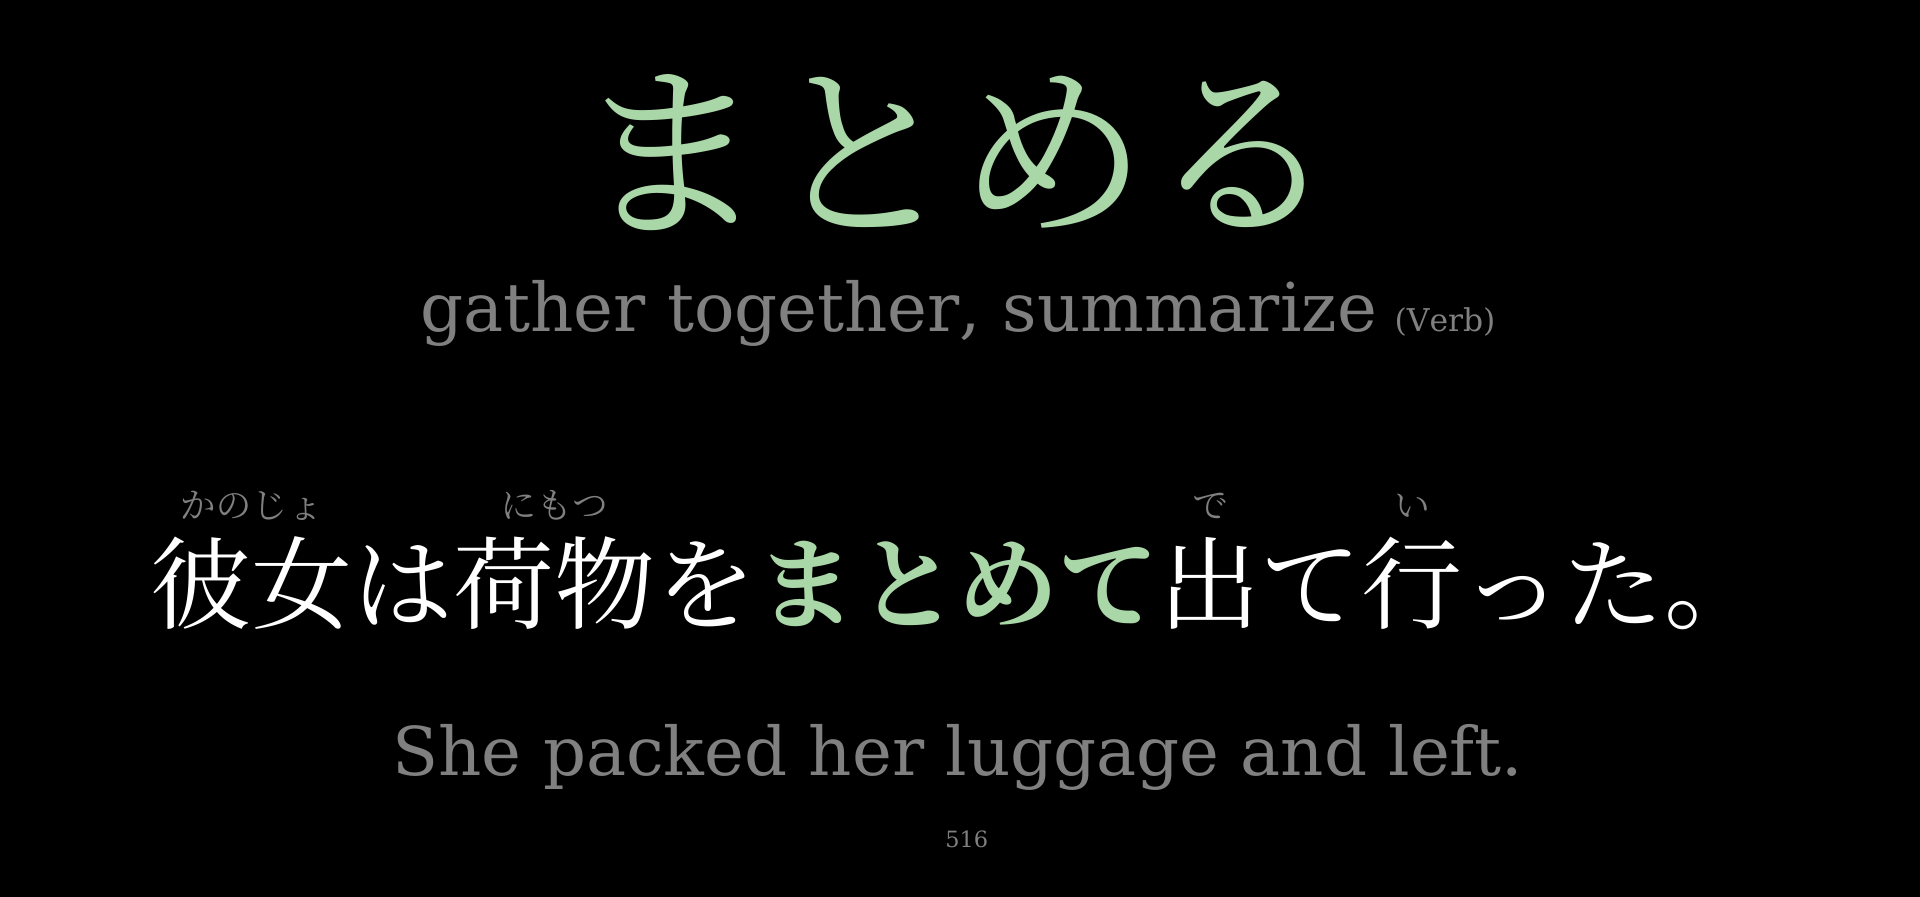 まとめる
gather together, summarize (Verb)
かのじょ にもつ で い
彼女は荷物をまとめて出て行った。
She packed her luggage and left.
516